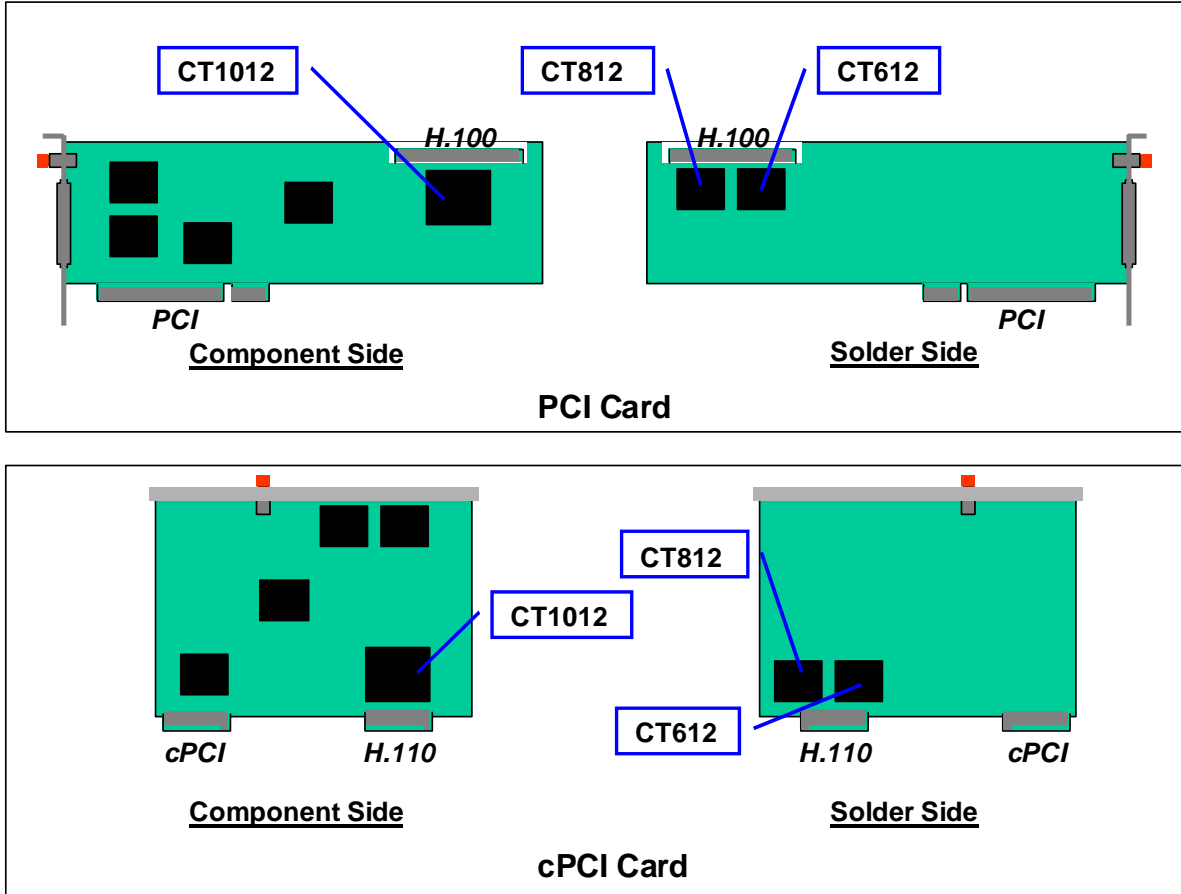 CT1012
CT812
CT612
H.100
H.100
PCI
PCI
Component Side
Solder Side
PCI Card
CT812
CT1012
CT612
cPCI
H.110
H.110
cPCI
Component Side
Solder Side
cPCI Card